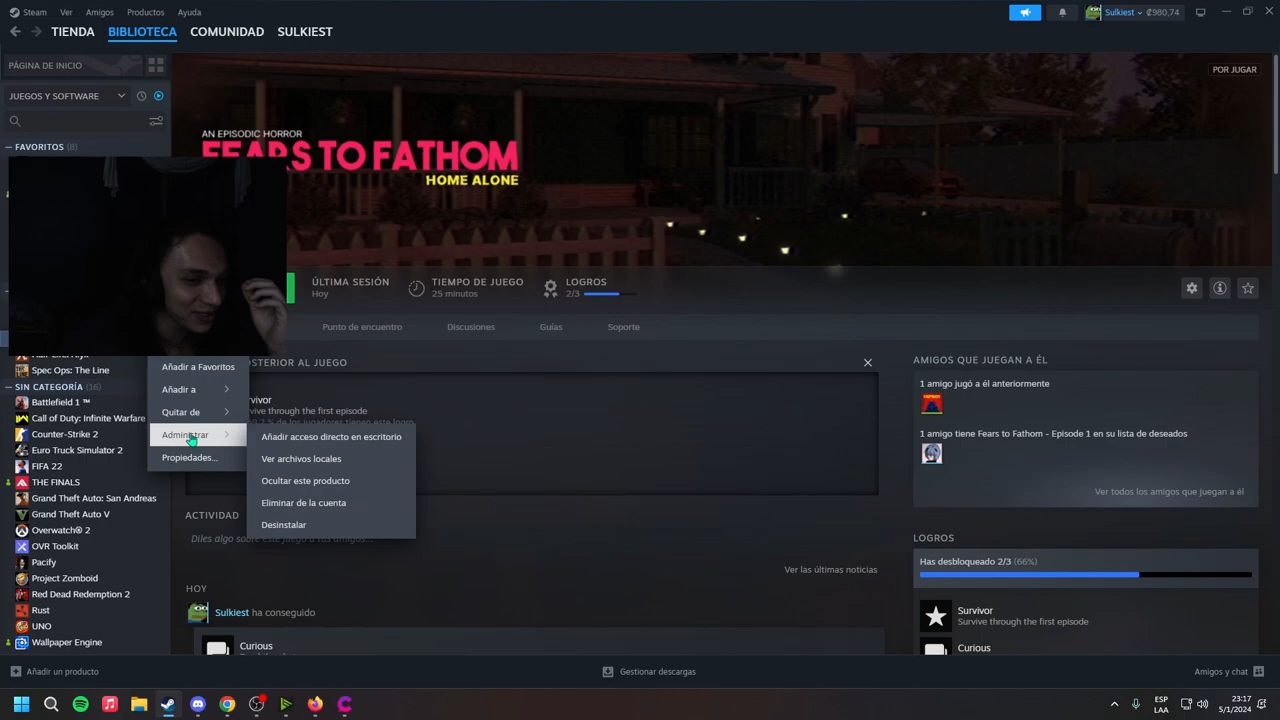 Steam Ver Amigos Productos Ayuda
Sulkiest ₡980,74
TIENDA BIBLIOTECA COMUNIDAD SULKIEST
PÁGINA DE INICIO
JUEGOS Y SOFTWARE
FAVORITOS (8)
POR JUGAR
AN EPISODIC HORROR
FEARS TO FATHOM
HOME ALONE
ÚLTIMA SESIÓN
Hoy
TIEMPO DE JUEGO
25 minutos
LOGROS
2/3
Punto de encuentro Discusiones Guías Soporte
Spec Ops: The Line
SIN CATEGORÍA (16)
Battlefield 1 ™
Call of Duty: Infinite Warfare
Counter-Strike 2
Euro Truck Simulator 2
FIFA 22
THE FINALS
Grand Theft Auto: San Andreas
Grand Theft Auto V
Overwatch® 2
OVR Toolkit
Pacify
Project Zomboid
Red Dead Redemption 2
Rust
UNO
Wallpaper Engine
Añadir a Favoritos
Añadir a
Quitar de
Administrar
Propiedades...
Añadir acceso directo en escritorio
Ver archivos locales
Ocultar este producto
Eliminar de la cuenta
Desinstalar
AL JUEGO
through the first episode
de los jugadores tienen este logro
ACTIVIDAD
Diles algo sobre este juego a tus amigos...
Ver las últimas noticias
HOY
Sulkiest ha conseguido
Curious
AMIGOS QUE JUEGAN A ÉL
1 amigo jugó a él anteriormente
1 amigo tiene Fears to Fathom - Episode 1 en su lista de deseados
Ver todos los amigos que juegan a él
LOGROS
Has desbloqueado 2/3 (66%)
Survivor
Survive through the first episode
Curious
Añadir un producto
Gestionar descargas
Amigos y chat
ESP
LAA
23:17
5/1/2024